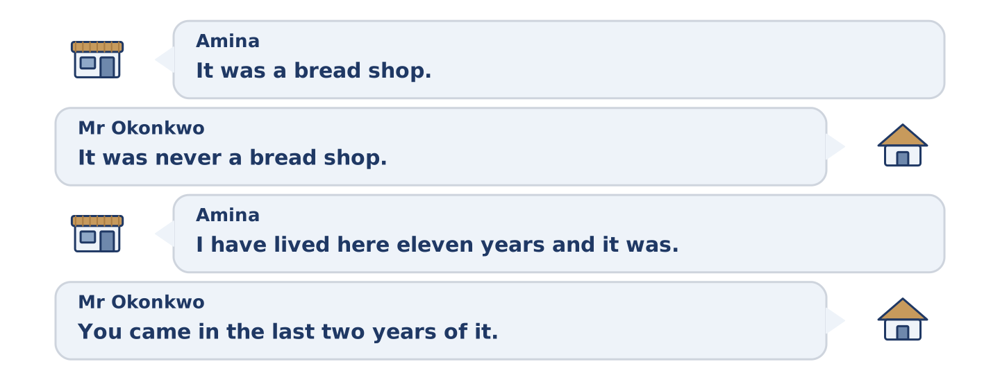 Amina
It was a bread shop.
Mr Okonkwo
It was never a bread shop.
Amina
I have lived here eleven years and it was.
Mr Okonkwo
You came in the last two years of it.